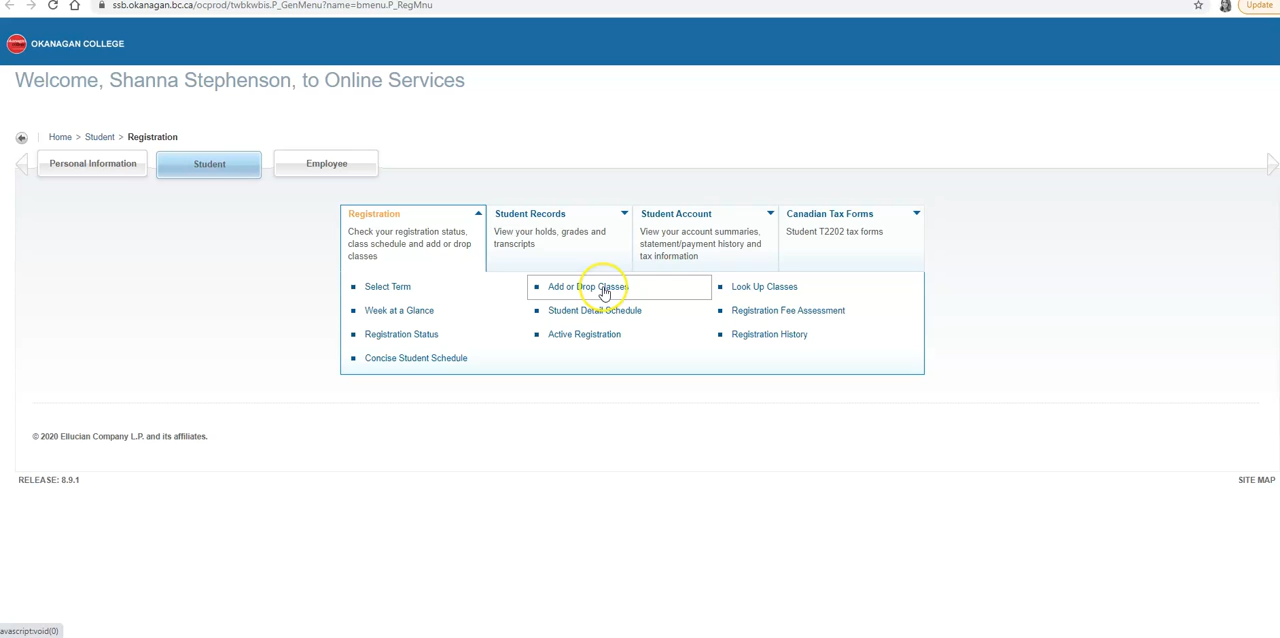 ssb.okanagan.bc.ca/ocprod/twbkwbis.P_GenMenu?name=bmenu.P_RegMnu
Update
OKANAGAN COLLEGE
Welcome, Shanna Stephenson, to Online Services
Home > Student > Registration
Personal Information
Student
Employee
Registration
Check your registration status,
class schedule and add or drop
classes
Student Records
View your holds, grades and
transcripts
Student Account
View your account summaries,
statement/payment history and
tax information
Canadian Tax Forms
Student T2202 tax forms
Select Term
Add or Drop Classes
Look Up Classes
Week at a Glance
Student Detail Schedule
Registration Fee Assessment
Registration Status
Active Registration
Registration History
Concise Student Schedule
© 2020 Ellucian Company L.P. and its affiliates.
RELEASE: 8.9.1
SITE MAP
avascript:void(0)